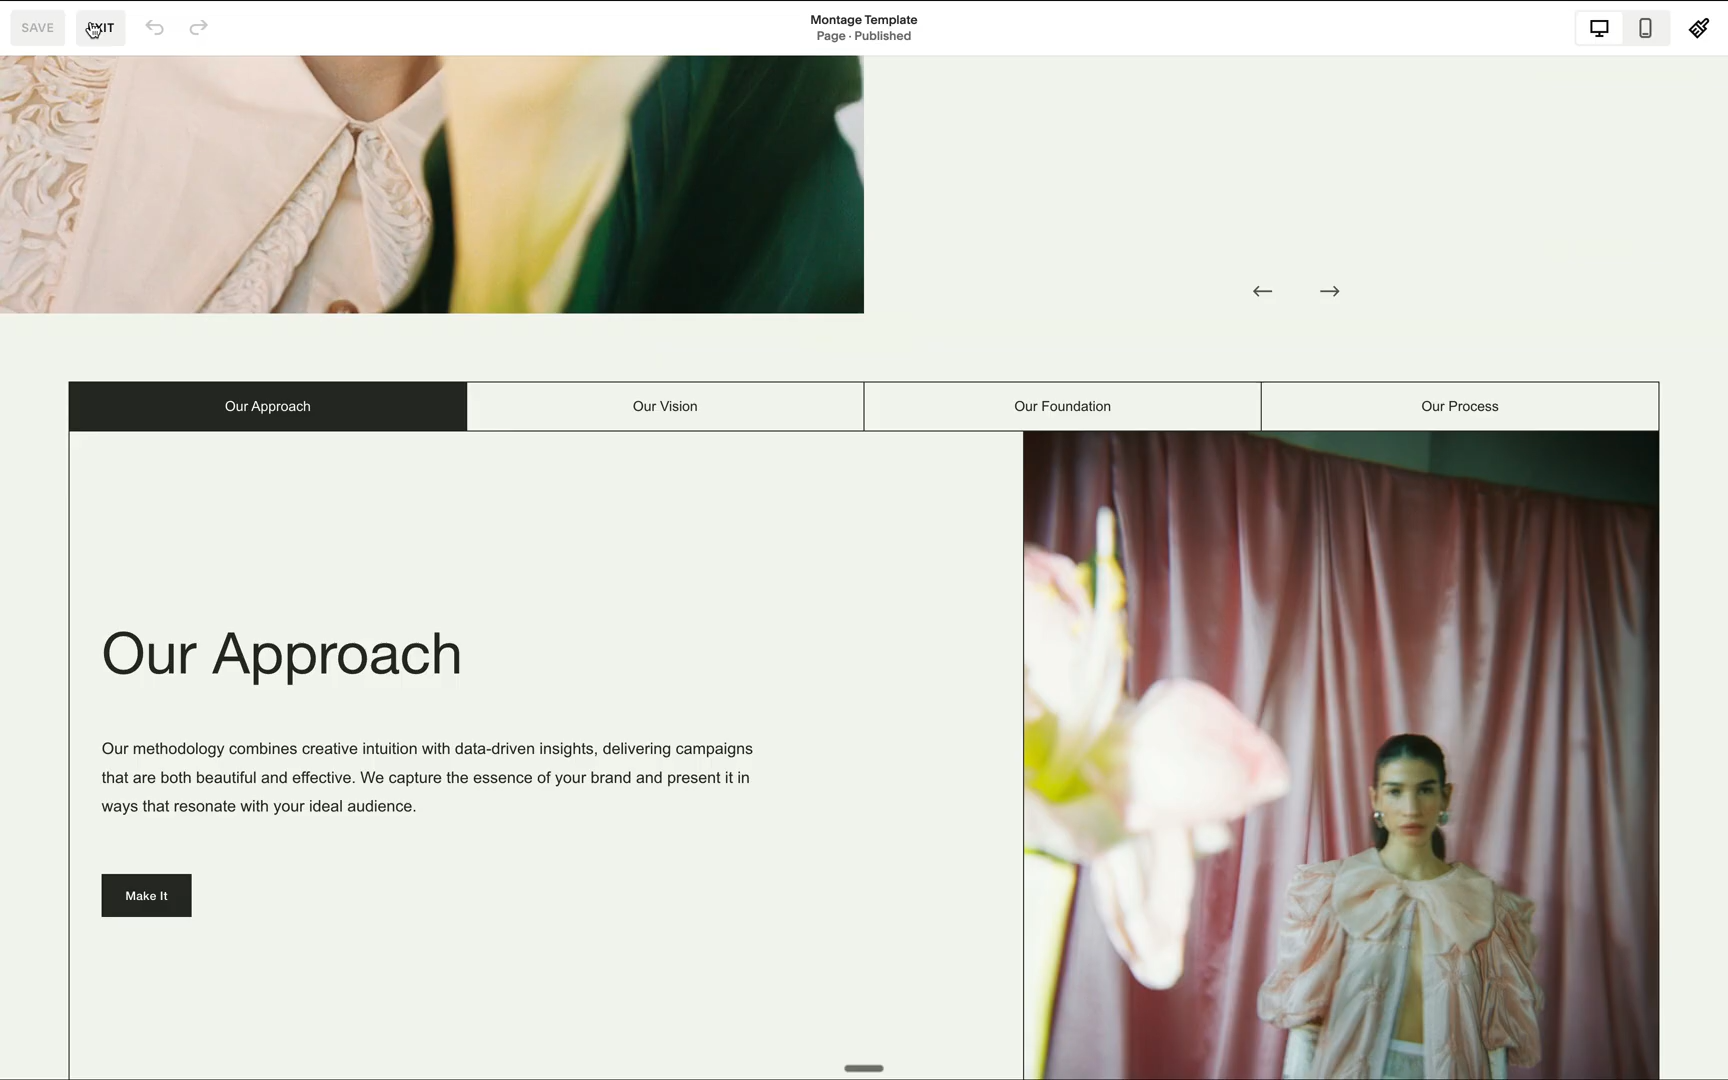 SAVE
EXIT
Montage Template
Page · Published
Our Approach
Our Vision
Our Foundation
Our Process
Our Approach
Our methodology combines creative intuition with data-driven insights, delivering campaigns
that are both beautiful and effective. We capture the essence of your brand and present it in
ways that resonate with your ideal audience.
Make It